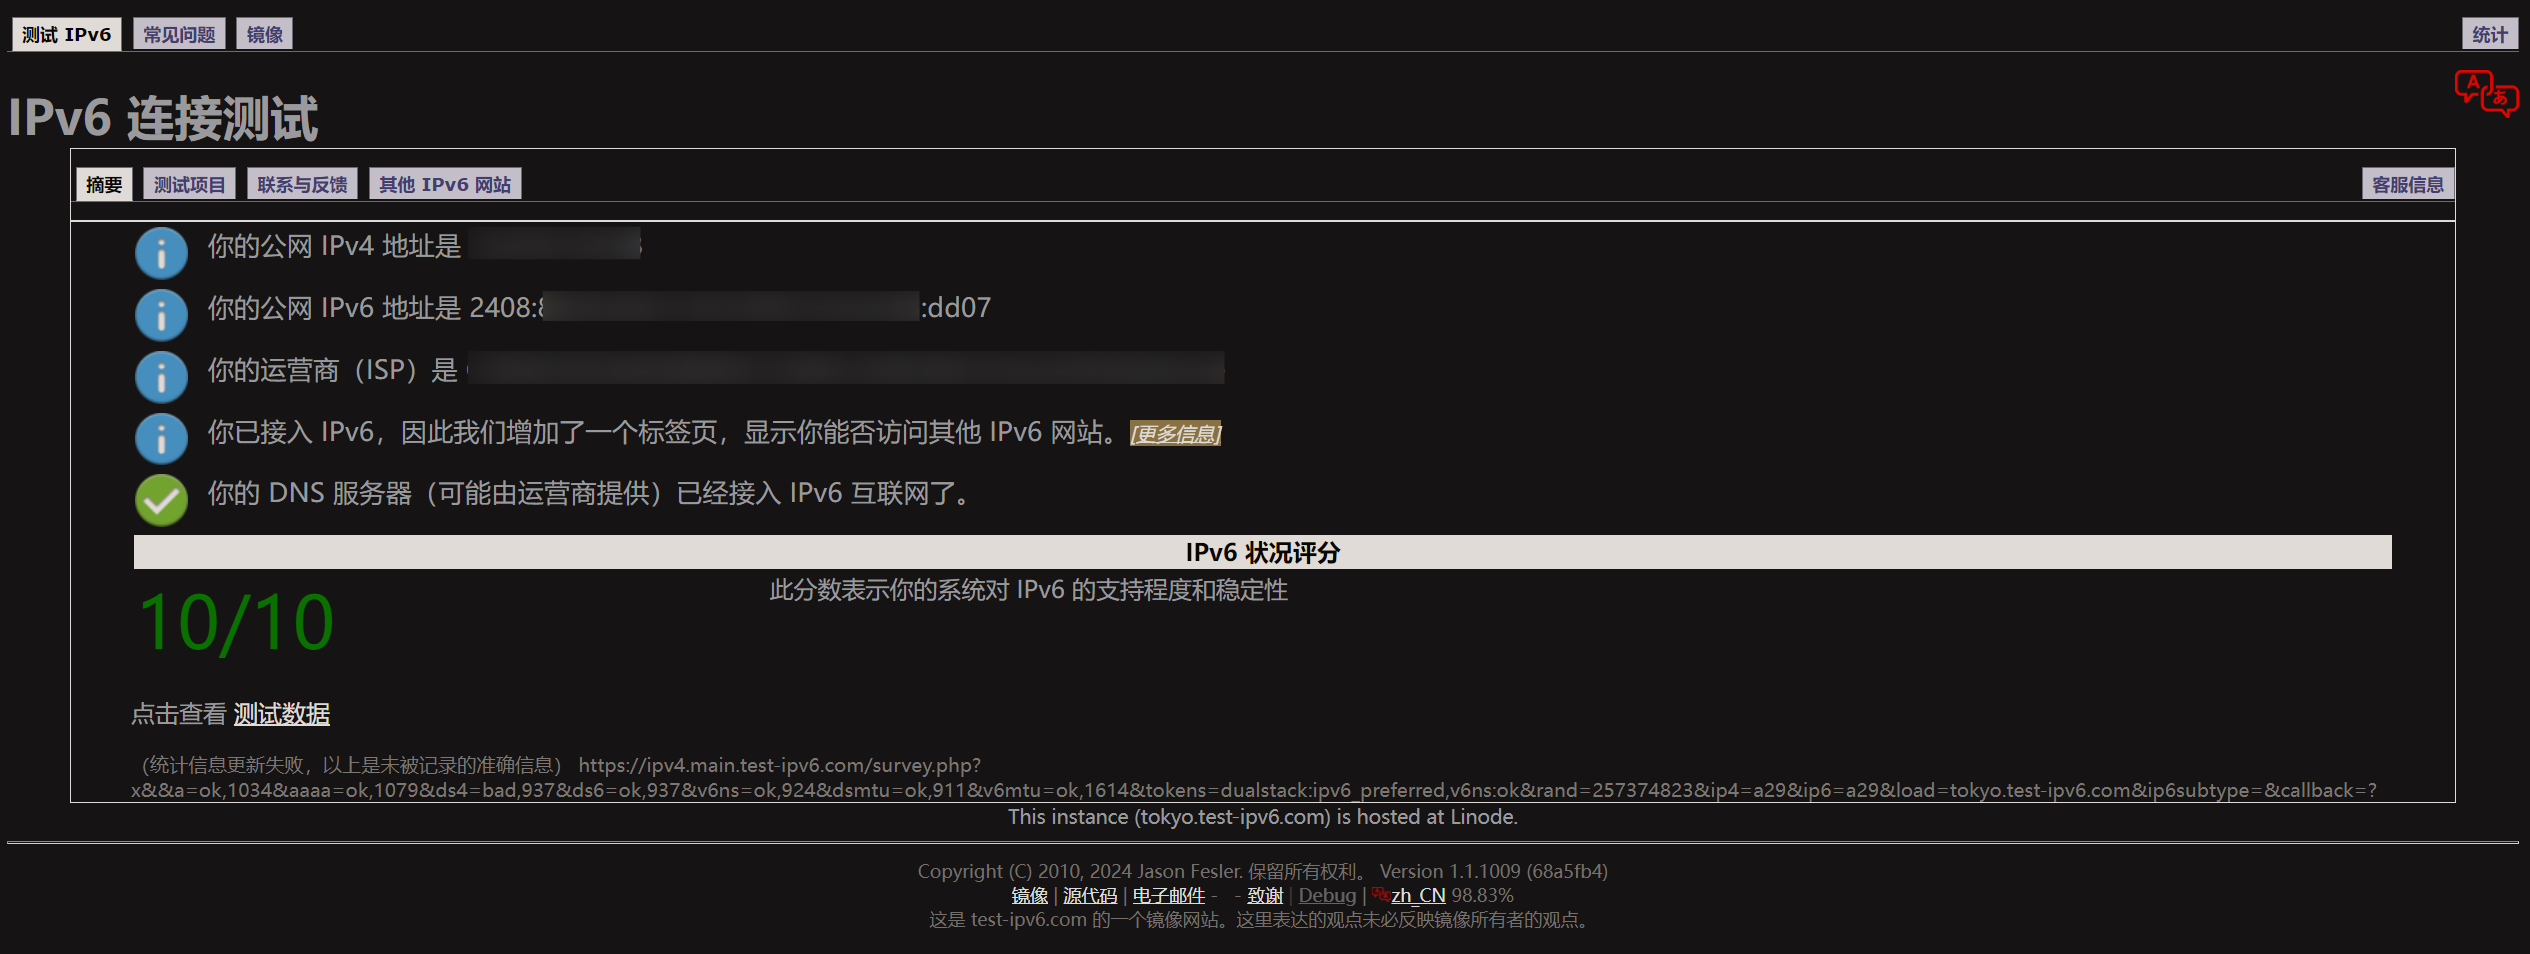 测试 IPv6 常见问题 镜像 统计
IPv6 连接测试
摘要 测试项目 联系与反馈 其他 IPv6 网站 客服信息
你的公网 IPv4 地址是
你的公网 IPv6 地址是 2408: :dd07
你的运营商（ISP）是
你已接入 IPv6，因此我们增加了一个标签页，显示你能否访问其他 IPv6 网站。[更多信息]
你的 DNS 服务器（可能由运营商提供）已经接入 IPv6 互联网了。
IPv6 状况评分
此分数表示你的系统对 IPv6 的支持程度和稳定性
10/10
点击查看 测试数据
（统计信息更新失败，以上是未被记录的准确信息） https://ipv4.main.test-ipv6.com/survey.php?
x&&a=ok,1034&aaaa=ok,1079&ds4=bad,937&ds6=ok,937&v6ns=ok,924&dsmtu=ok,911&v6mtu=ok,1614&tokens=dualstack:ipv6_preferred,v6ns:ok&rand=257374823&ip4=a29&ip6=a29&load=tokyo.test-ipv6.com&ip6subtype=&callback=?
This instance (tokyo.test-ipv6.com) is hosted at Linode.
Copyright (C) 2010, 2024 Jason Fesler. 保留所有权利。 Version 1.1.1009 (68a5fb4)
镜像 | 源代码 | 电子邮件 - - 致谢 | Debug | zh_CN 98.83%
这是 test-ipv6.com 的一个镜像网站。这里表达的观点未必反映镜像所有者的观点。